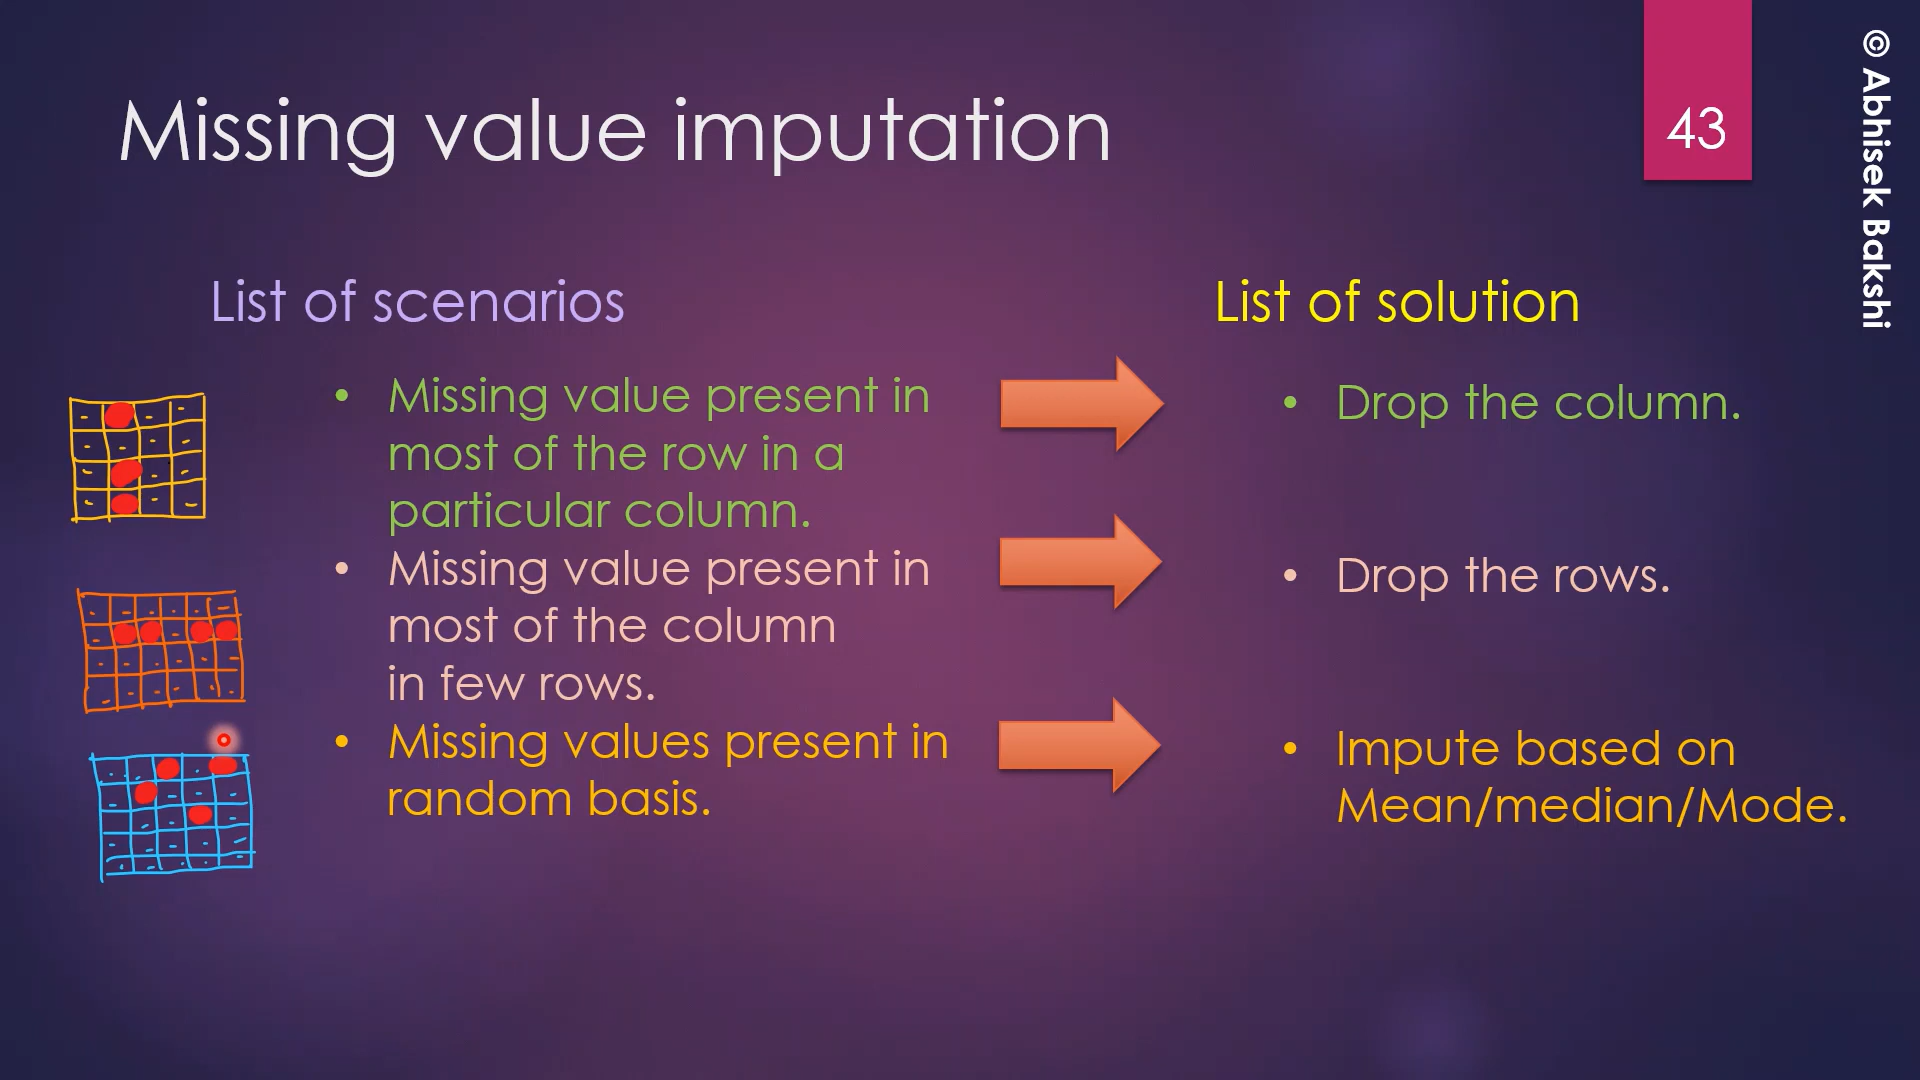 Missing value imputation
43
© Abhisek Bakshi
List of scenarios
• Missing value present in
most of the row in a
particular column.
• Missing value present in
most of the column
in few rows.
• Missing values present in
random basis.
List of solution
• Drop the column.
• Drop the rows.
• Impute based on
Mean/median/Mode.